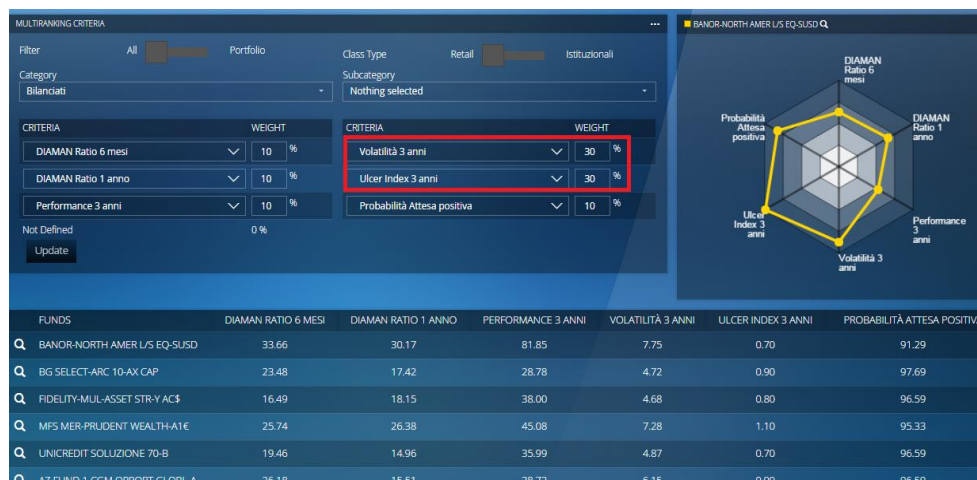 MULTIRANKING CRITERIA ...
Filter All Portfolio Class Type Retail Istituzionali
Category Subcategory
Bilanciati Nothing selected
CRITERIA WEIGHT CRITERIA WEIGHT
DIAMAN Ratio 6 mesi 10 % Volatilità 3 anni 30 %
DIAMAN Ratio 1 anno 10 % Ulcer Index 3 anni 30 %
Performance 3 anni 10 % Probabilità Attesa positiva 10 %
Not Defined 0 %
Update
BANOR-NORTH AMER L/S EQ-SUSD
DIAMAN
Ratio 6
mesi
DIAMAN
Ratio 1
anno
Performance
3
anni
Volatilità 3
anni
Ulcer
Index 3
anni
Probabilità
Attesa
positiva
FUNDS DIAMAN RATIO 6 MESI DIAMAN RATIO 1 ANNO PERFORMANCE 3 ANNI VOLATILITÀ 3 ANNI ULCER INDEX 3 ANNI PROBABILITÀ ATTESA POSITIV
BANOR-NORTH AMER L/S EQ-SUSD 33.66 30.17 81.85 7.75 0.70 91.29
BG SELECT-ARC 10-AX CAP 23.48 17.42 28.78 4.72 0.90 97.69
FIDELITY-MUL-ASSET STR-Y AC$ 16.49 18.15 38.00 4.68 0.80 96.59
MFS MER-PRUDENT WEALTH-A1€ 25.74 26.38 45.08 7.28 1.10 95.33
UNICREDIT SOLUZIONE 70-B 19.46 14.96 35.99 4.87 0.70 96.59